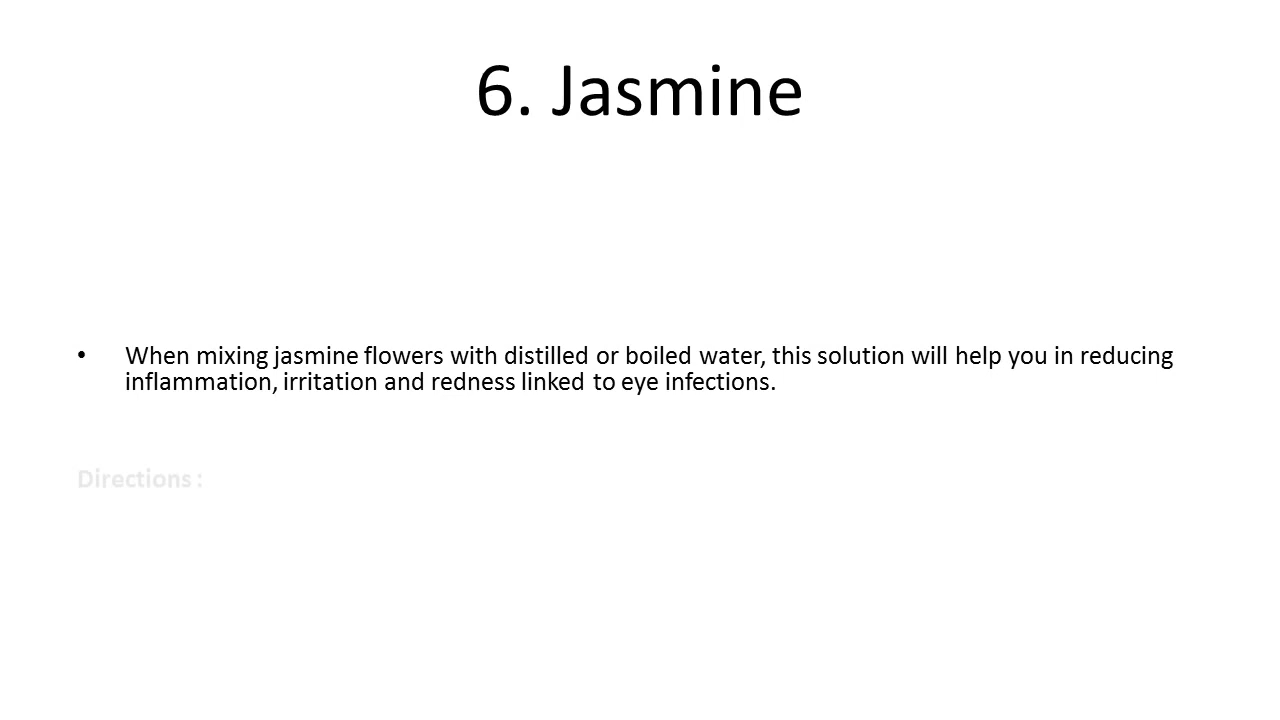 6. Jasmine
• When mixing jasmine flowers with distilled or boiled water, this solution will help you in reducing
inflammation, irritation and redness linked to eye infections.
Directions :